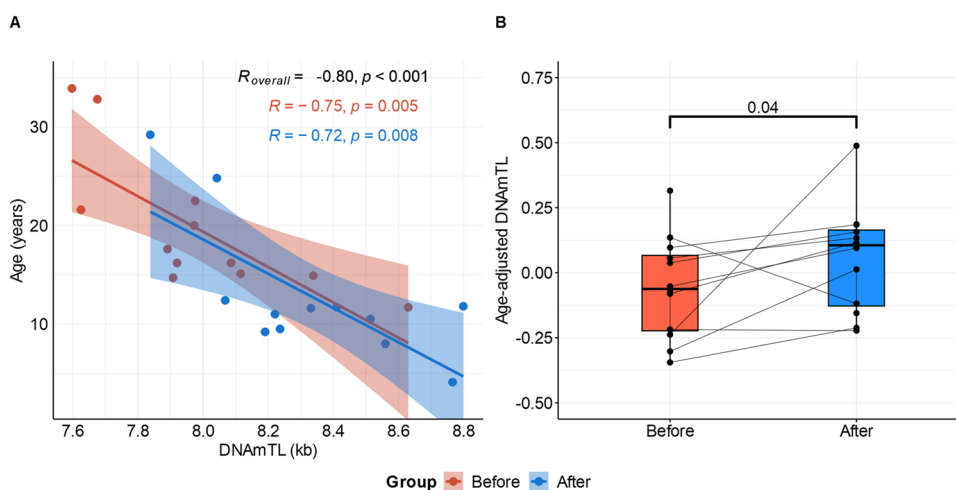 A
B
R overall = -0.80, p < 0.001
R = − 0.75, p = 0.005
R = − 0.72, p = 0.008
Age (years)
30
20
10
7.6 7.8 8.0 8.2 8.4 8.6 8.8
DNAmTL (kb)
Age-adjusted DNAmTL
0.75
0.50
0.25
0.00
-0.25
-0.50
0.04
Before After
Group Before After